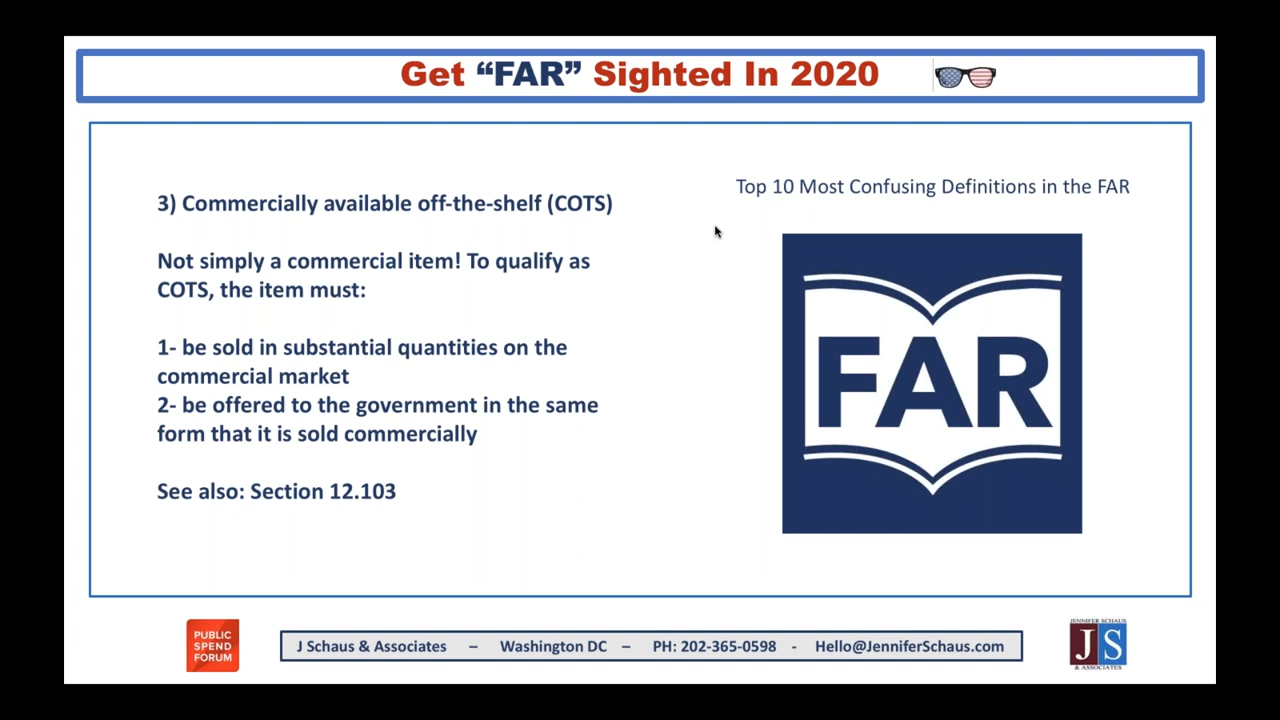 Get “FAR” Sighted In 2020
3) Commercially available off-the-shelf (COTS)
Not simply a commercial item! To qualify as
COTS, the item must:
1- be sold in substantial quantities on the
commercial market
2- be offered to the government in the same
form that it is sold commercially
See also: Section 12.103
Top 10 Most Confusing Definitions in the FAR
FAR
PUBLIC
SPEND
FORUM
J Schaus & Associates – Washington DC – PH: 202-365-0598 - Hello@JenniferSchaus.com
JENNIFER SCHAUS
JS
& ASSOCIATES